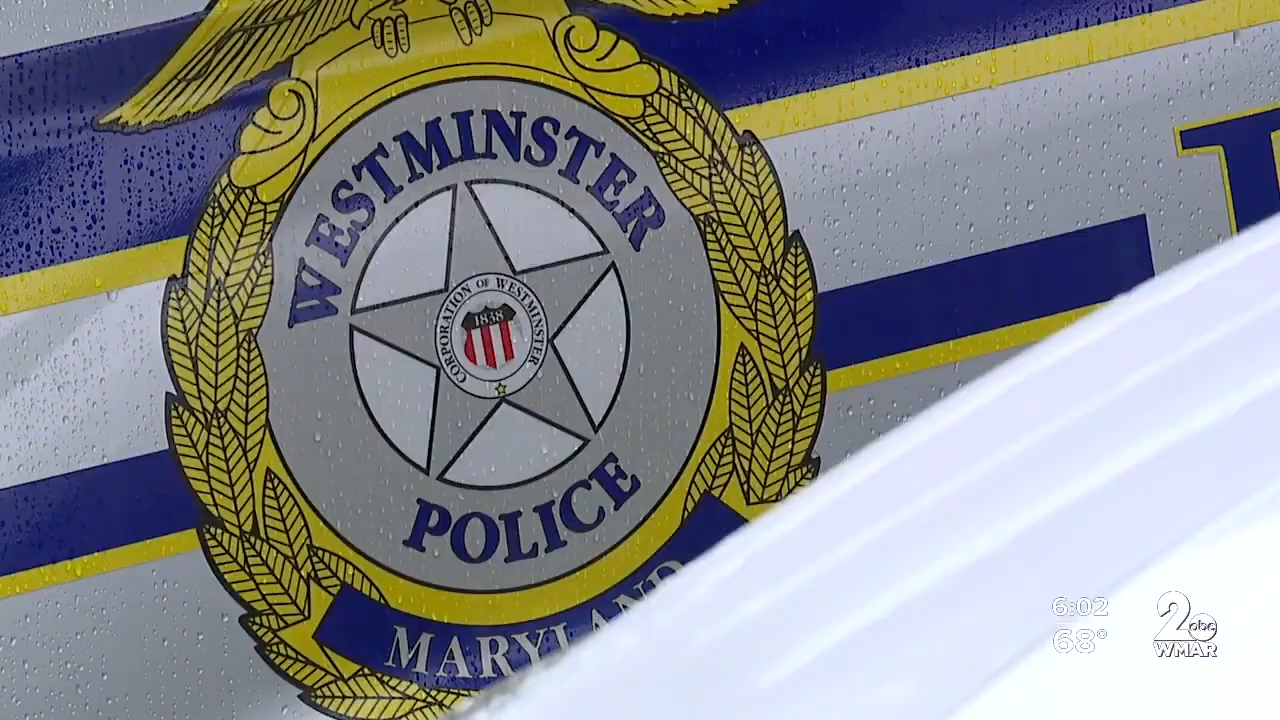 WESTMINSTER
CORPORATION OF WESTMINSTER
1838
POLICE
MARYLAND
6:02
68°
2
abc
WMAR